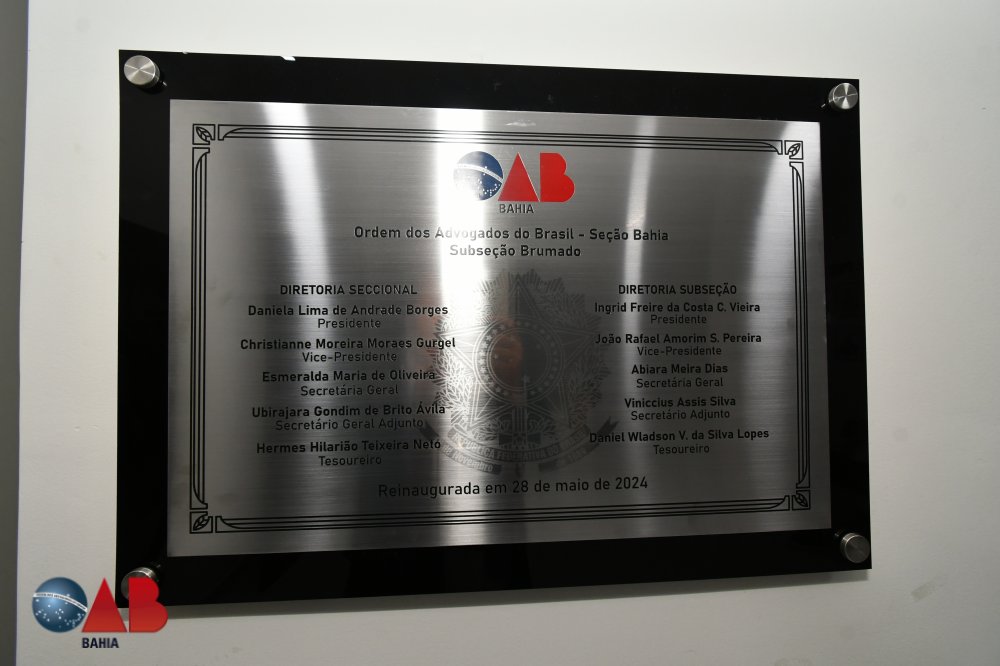 OAB
BAHIA
Ordem dos Advogados do Brasil - Seção Bahia
Subseção Brumado
DIRETORIA SECCIONAL
Daniela Lima de Andrade Borges
Presidente
Christianne Moreira Moraes Gurgel
Vice-Presidente
Esmeralda Maria de Oliveira
Secretária Geral
Ubirajara Gondim de Brito Ávila
Secretário Geral Adjunto
Hermes Hilarião Teixeira Neto
Tesoureiro
DIRETORIA SUBSEÇÃO
Ingrid Freire da Costa C. Vieira
Presidente
João Rafael Amorim S. Pereira
Vice-Presidente
Abiara Meira Dias
Secretária Geral
Viniccius Assis Silva
Secretário Adjunto
Daniel Wladson V. da Silva Lopes
Tesoureiro
Reinaugurada em 28 de maio de 2024
OAB
BAHIA